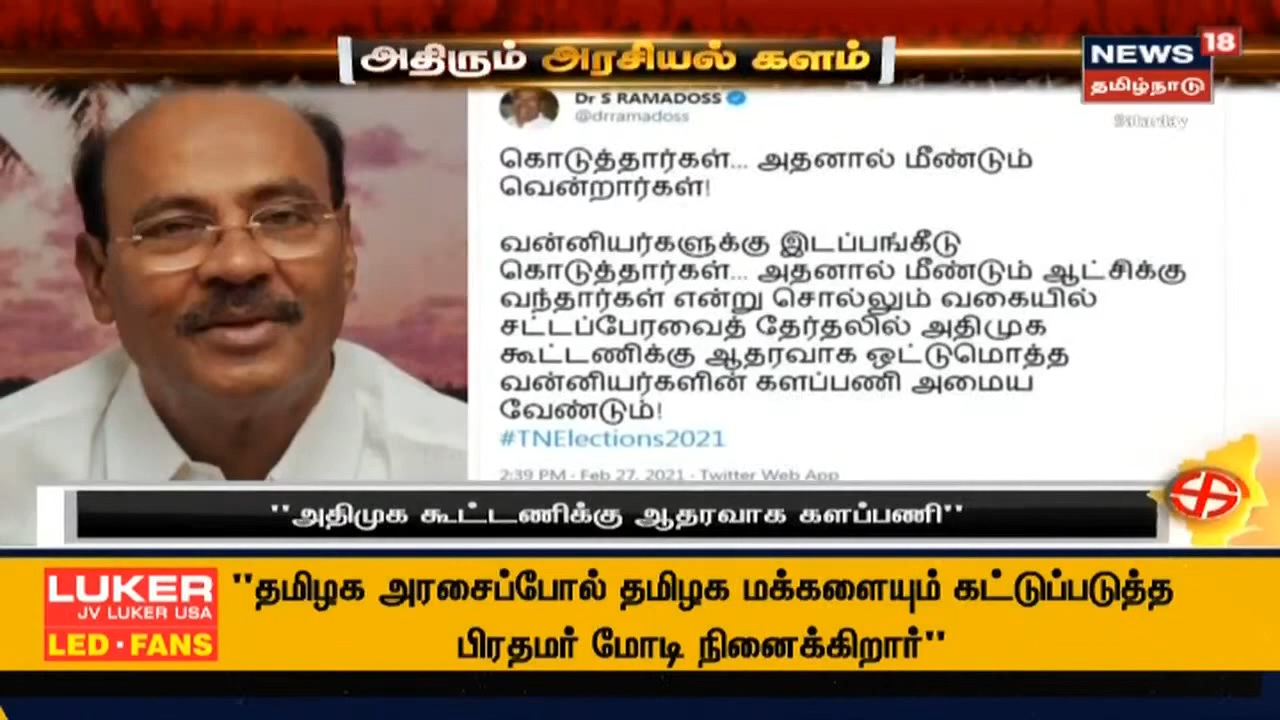 அதிரும் அரசியல் களம்
NEWS 18
தமிழ்நாடு
Saturday
Dr S RAMADOSS
@drramadoss
கொடுத்தார்கள்... அதனால் மீண்டும்
வென்றார்கள்!
வன்னியர்களுக்கு இடப்பங்கீடு
கொடுத்தார்கள்... அதனால் மீண்டும் ஆட்சிக்கு
வந்தார்கள் என்று சொல்லும் வகையில்
சட்டப்பேரவைத் தேர்தலில் அதிமுக
கூட்டணிக்கு ஆதரவாக ஒட்டுமொத்த
வன்னியர்களின் களப்பணி அமைய
வேண்டும்!
#TNElections2021
2:39 PM - Feb 27, 2021 - Twitter Web App
"அதிமுக கூட்டணிக்கு ஆதரவாக களப்பணி"
LUKER
JV LUKER USA
LED · FANS
"தமிழக அரசைப்போல் தமிழக மக்களையும் கட்டுப்படுத்த
பிரதமர் மோடி நினைக்கிறார்"